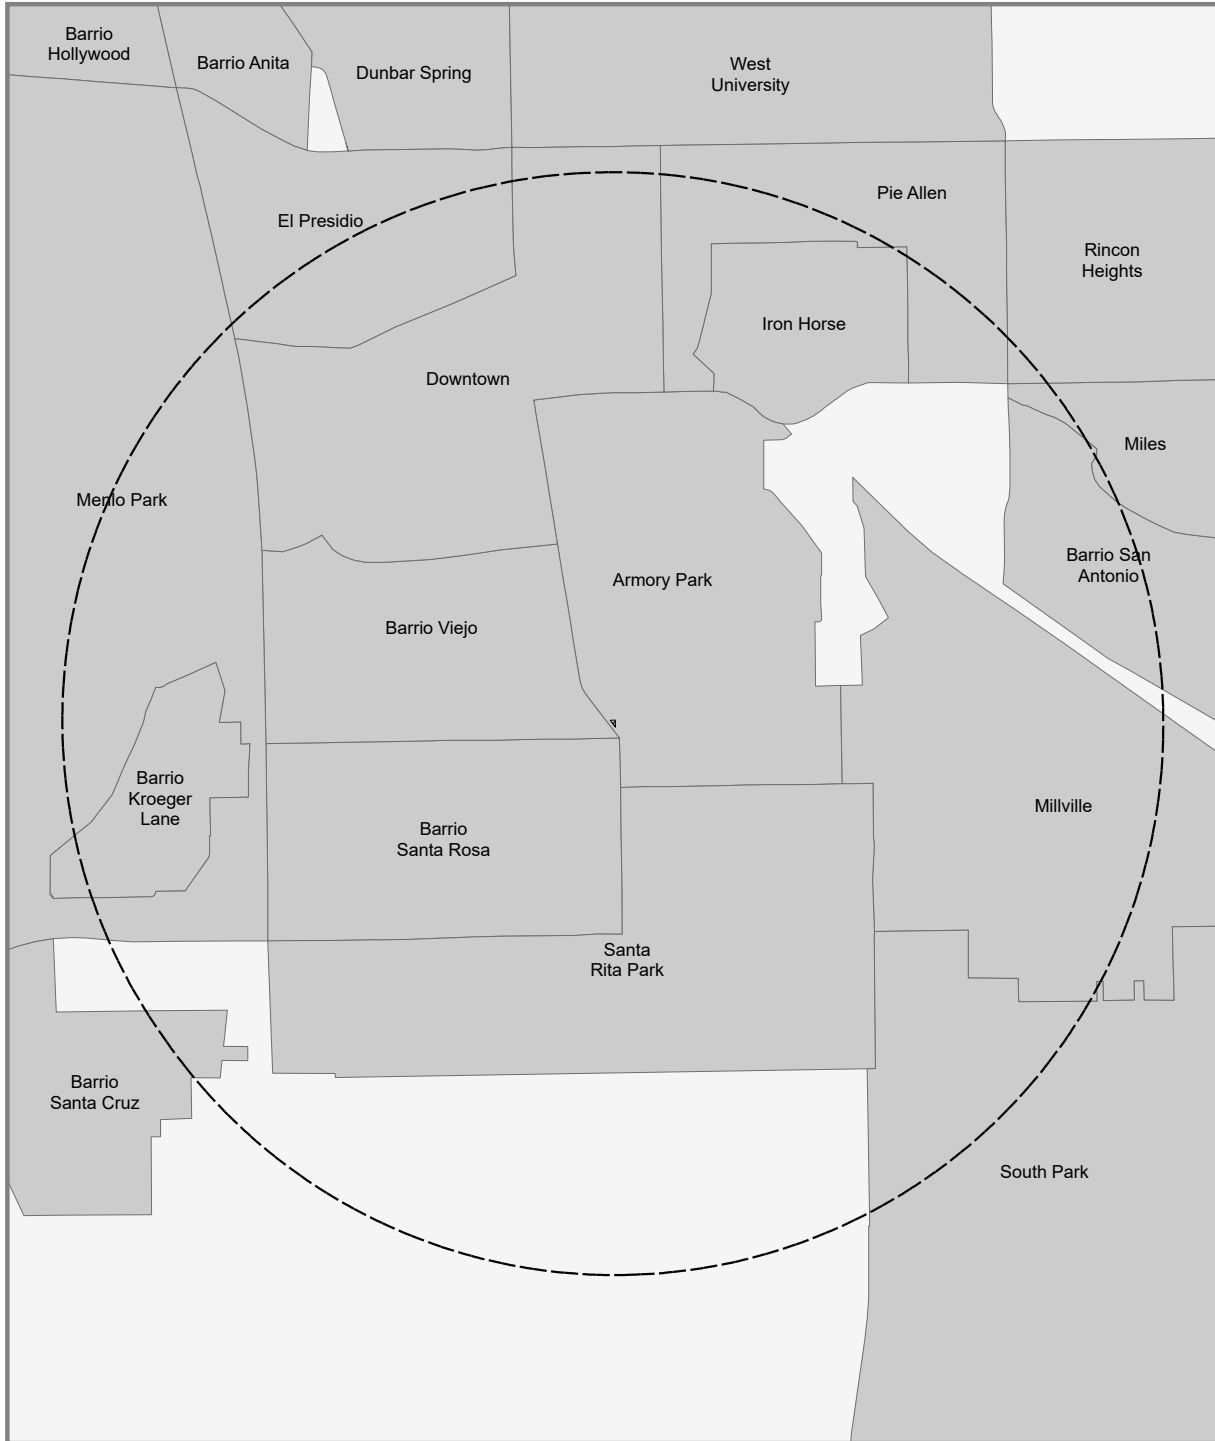 Barrio
Hollywood
Barrio Anita
Dunbar Spring
West
University
El Presidio
Pie Allen
Rincon
Heights
Iron Horse
Downtown
Miles
Menlo Park
Armory Park
Barrio San
Antonio
Barrio Viejo
Barrio
Kroeger
Lane
Barrio
Santa Rosa
Millville
Santa
Rita Park
Barrio
Santa Cruz
South Park